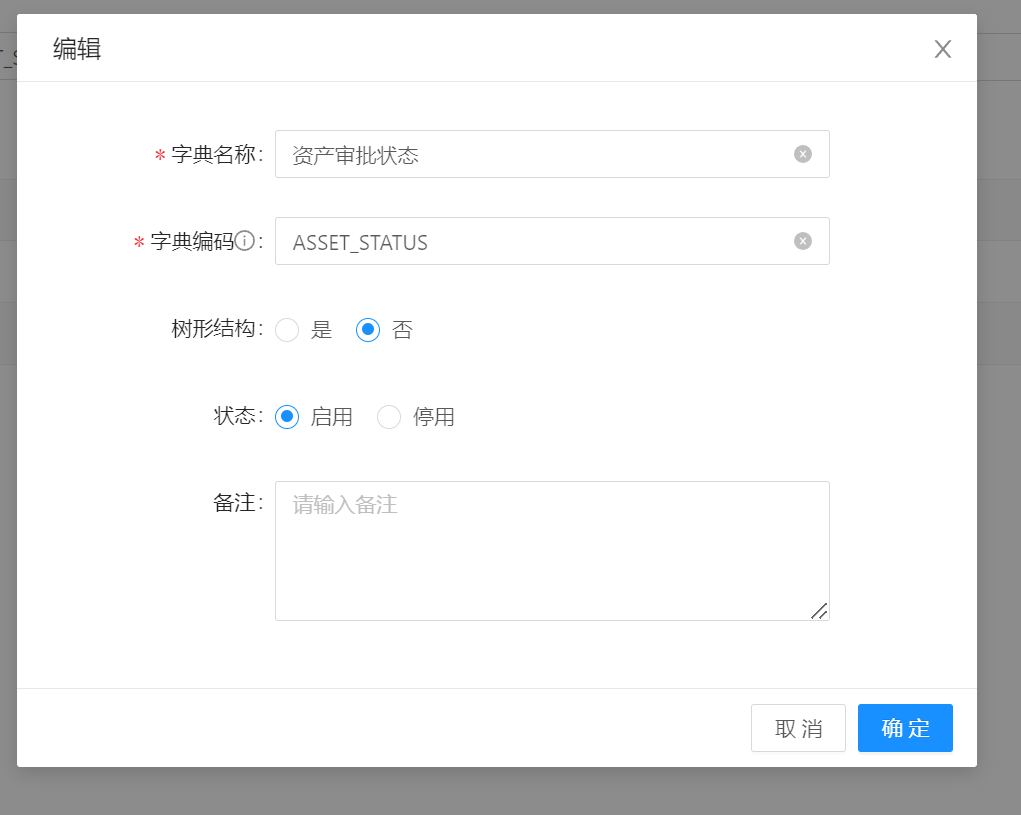 编辑
* 字典名称:
资产审批状态
* 字典编码:
ASSET_STATUS
树形结构: 是 否
状态: 启用 停用
备注:
请输入备注
取 消 确 定